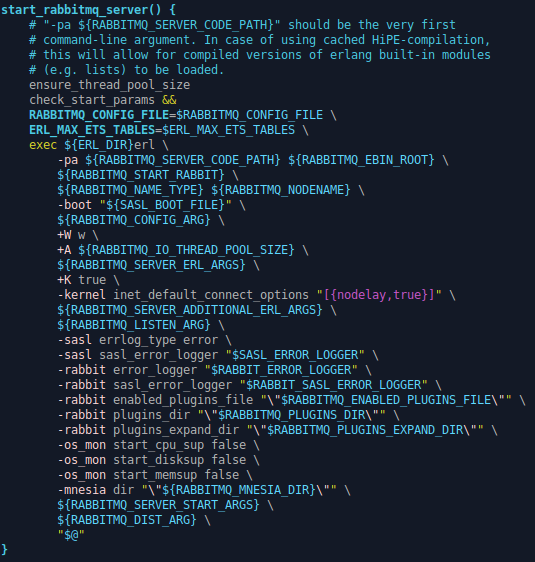 start_rabbitmq_server() {
    # "-pa ${RABBITMQ_SERVER_CODE_PATH}" should be the very first
    # command-line argument. In case of using cached HiPE-compilation,
    # this will allow for compiled versions of erlang built-in modules
    # (e.g. lists) to be loaded.
    ensure_thread_pool_size
    check_start_params &&
    RABBITMQ_CONFIG_FILE=$RABBITMQ_CONFIG_FILE \
    ERL_MAX_ETS_TABLES=$ERL_MAX_ETS_TABLES \
    exec ${ERL_DIR}erl \
        -pa ${RABBITMQ_SERVER_CODE_PATH} ${RABBITMQ_EBIN_ROOT} \
        ${RABBITMQ_START_RABBIT} \
        ${RABBITMQ_NAME_TYPE} ${RABBITMQ_NODENAME} \
        -boot "${SASL_BOOT_FILE}" \
        ${RABBITMQ_CONFIG_ARG} \
        +W w \
        +A ${RABBITMQ_IO_THREAD_POOL_SIZE} \
        ${RABBITMQ_SERVER_ERL_ARGS} \
        +K true \
        -kernel inet_default_connect_options "[{nodelay,true}]" \
        ${RABBITMQ_SERVER_ADDITIONAL_ERL_ARGS} \
        ${RABBITMQ_LISTEN_ARG} \
        -sasl errlog_type error \
        -sasl sasl_error_logger "$SASL_ERROR_LOGGER" \
        -rabbit error_logger "$RABBIT_ERROR_LOGGER" \
        -rabbit sasl_error_logger "$RABBIT_SASL_ERROR_LOGGER" \
        -rabbit enabled_plugins_file "\"$RABBITMQ_ENABLED_PLUGINS_FILE\"" \
        -rabbit plugins_dir "\"$RABBITMQ_PLUGINS_DIR\"" \
        -rabbit plugins_expand_dir "\"$RABBITMQ_PLUGINS_EXPAND_DIR\"" \
        -os_mon start_cpu_sup false \
        -os_mon start_disksup false \
        -os_mon start_memsup false \
        -mnesia dir "\"${RABBITMQ_MNESIA_DIR}\"" \
        ${RABBITMQ_SERVER_START_ARGS} \
        ${RABBITMQ_DIST_ARG} \
        "$@"
}